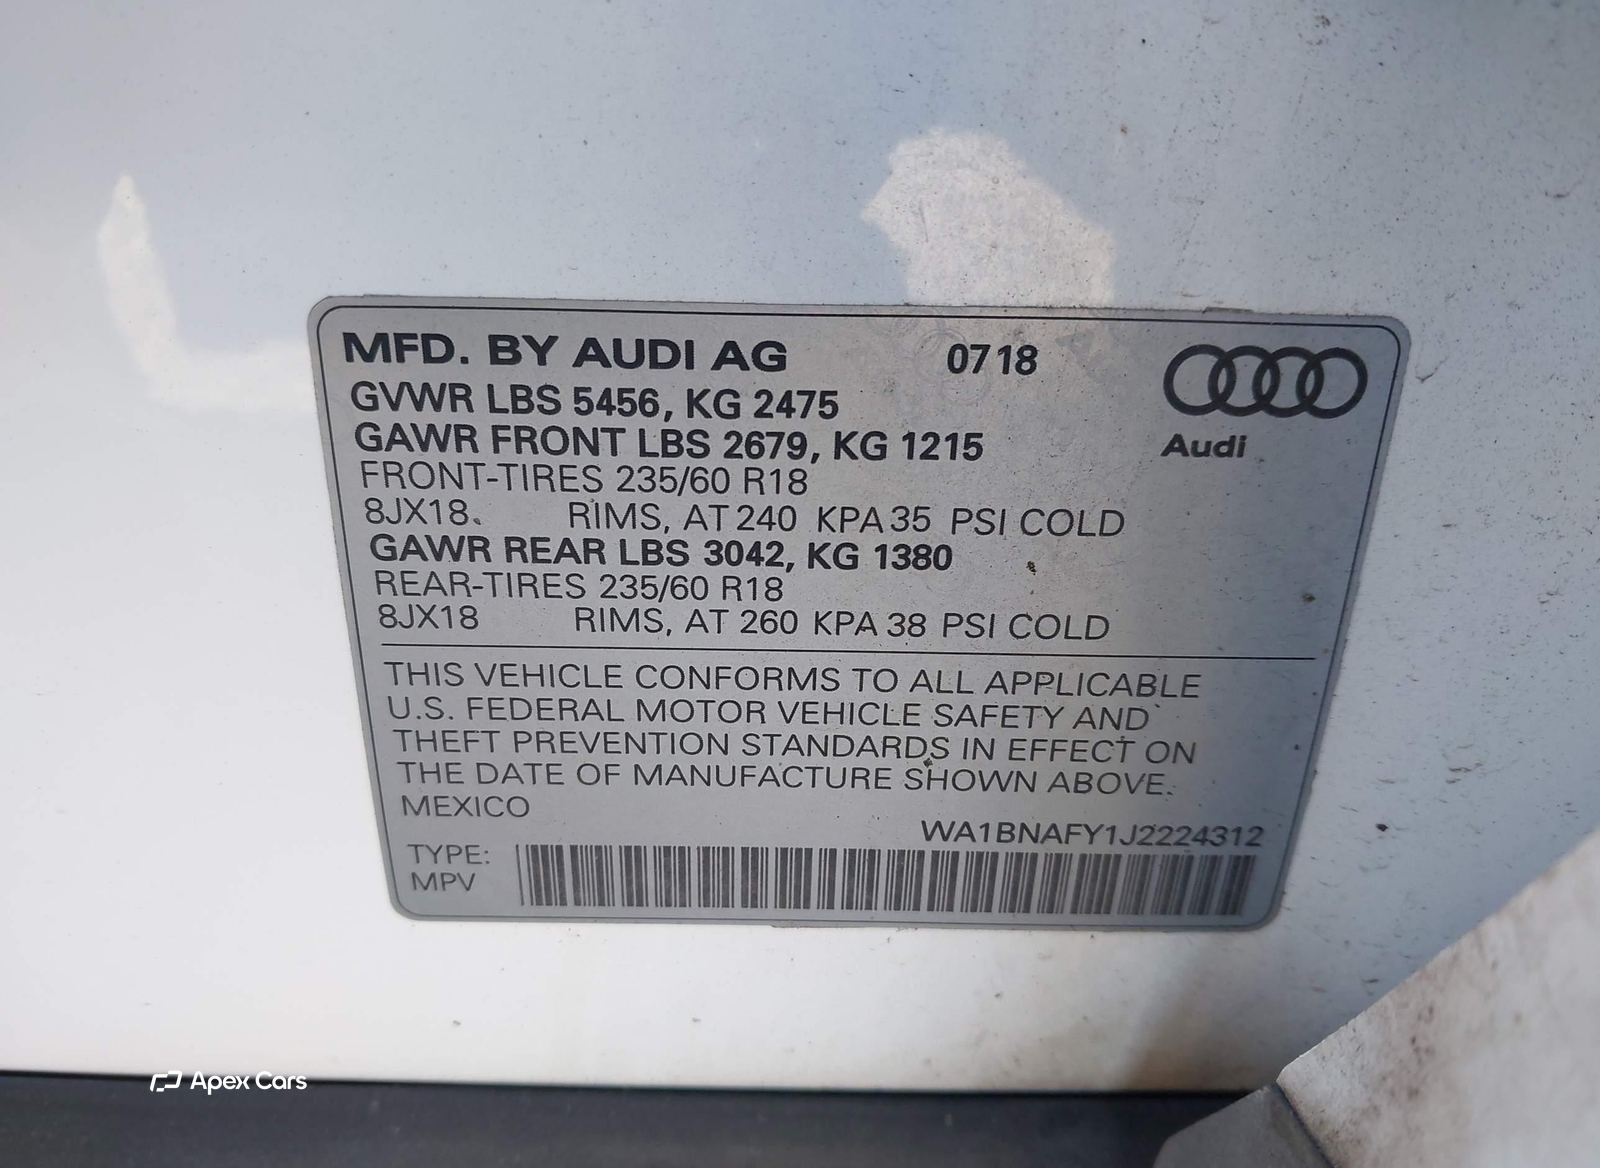 MFD. BY AUDI AG 0718
GVWR LBS 5456, KG 2475
GAWR FRONT LBS 2679, KG 1215
Audi
FRONT-TIRES 235/60 R18
8JX18. RIMS, AT 240 KPA 35 PSI COLD
GAWR REAR LBS 3042, KG 1380
REAR-TIRES 235/60 R18
8JX18 RIMS, AT 260 KPA 38 PSI COLD
THIS VEHICLE CONFORMS TO ALL APPLICABLE
U.S. FEDERAL MOTOR VEHICLE SAFETY AND
THEFT PREVENTION STANDARDS IN EFFECT ON
THE DATE OF MANUFACTURE SHOWN ABOVE.
MEXICO
WA1BNAFY1J2224312
TYPE:
MPV
Apex Cars